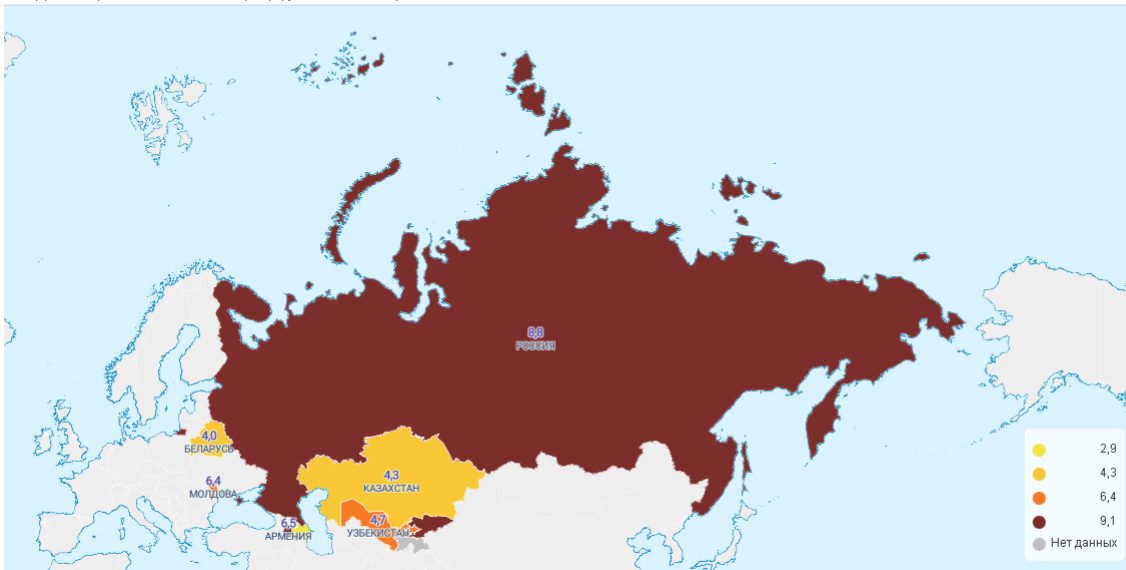 8,8
РОССИЯ
4,0
БЕЛАРУСЬ
4,3
КАЗАХСТАН
6,4
МОЛДОВА
6,5
АРМЕНИЯ
4,7
УЗБЕКИСТАН
2,9
4,3
6,4
9,1
Нет данных